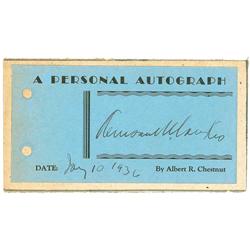 A PERSONAL AUTOGRAPH
DATE: Jan 10 1936 By Albert R. Chestnut